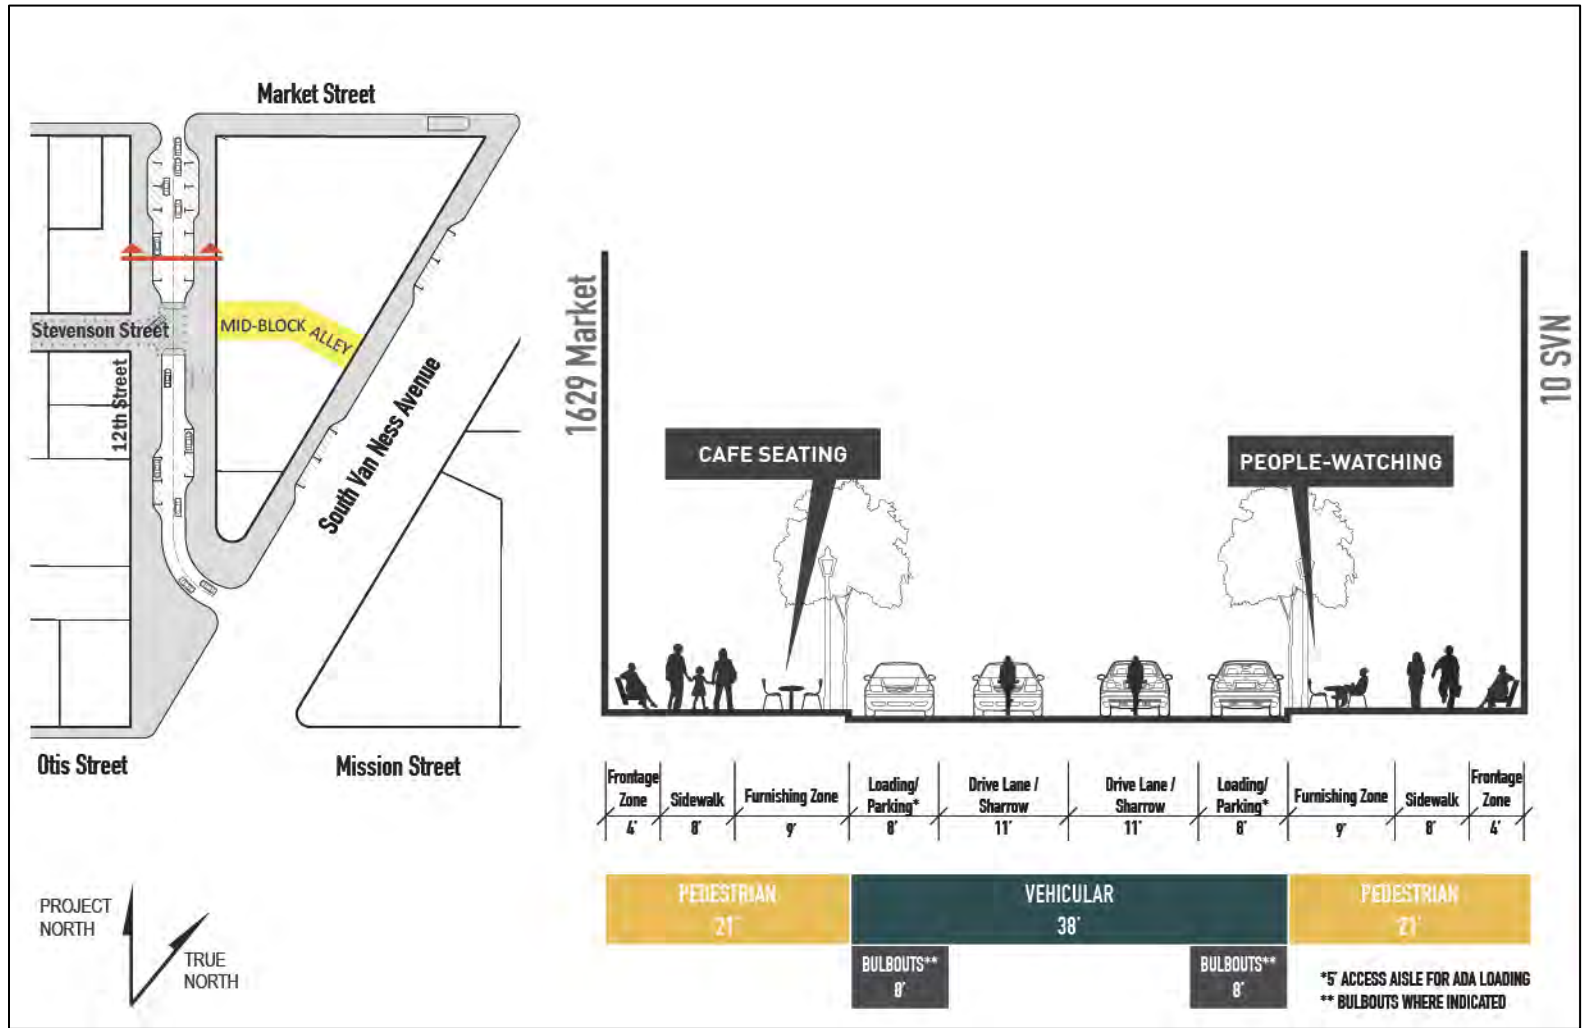 Market Street
Stevenson Street
MID-BLOCK ALLEY
12th Street
South Van Ness Avenue
Otis Street
Mission Street
PROJECT
NORTH
TRUE
NORTH
1629 Market
10 SVN
CAFE SEATING
PEOPLE-WATCHING
Frontage
Zone
4'
Sidewalk
8'
Furnishing Zone
9'
Loading/
Parking*
8'
Drive Lane /
Sharrow
11'
Drive Lane /
Sharrow
11'
Loading/
Parking*
8'
Furnishing Zone
9'
Sidewalk
8'
Frontage
Zone
4'
PEDESTRIAN
21'
VEHICULAR
38'
PEDESTRIAN
21'
BULBOUTS**
8'
BULBOUTS**
8'
*5' ACCESS AISLE FOR ADA LOADING
** BULBOUTS WHERE INDICATED